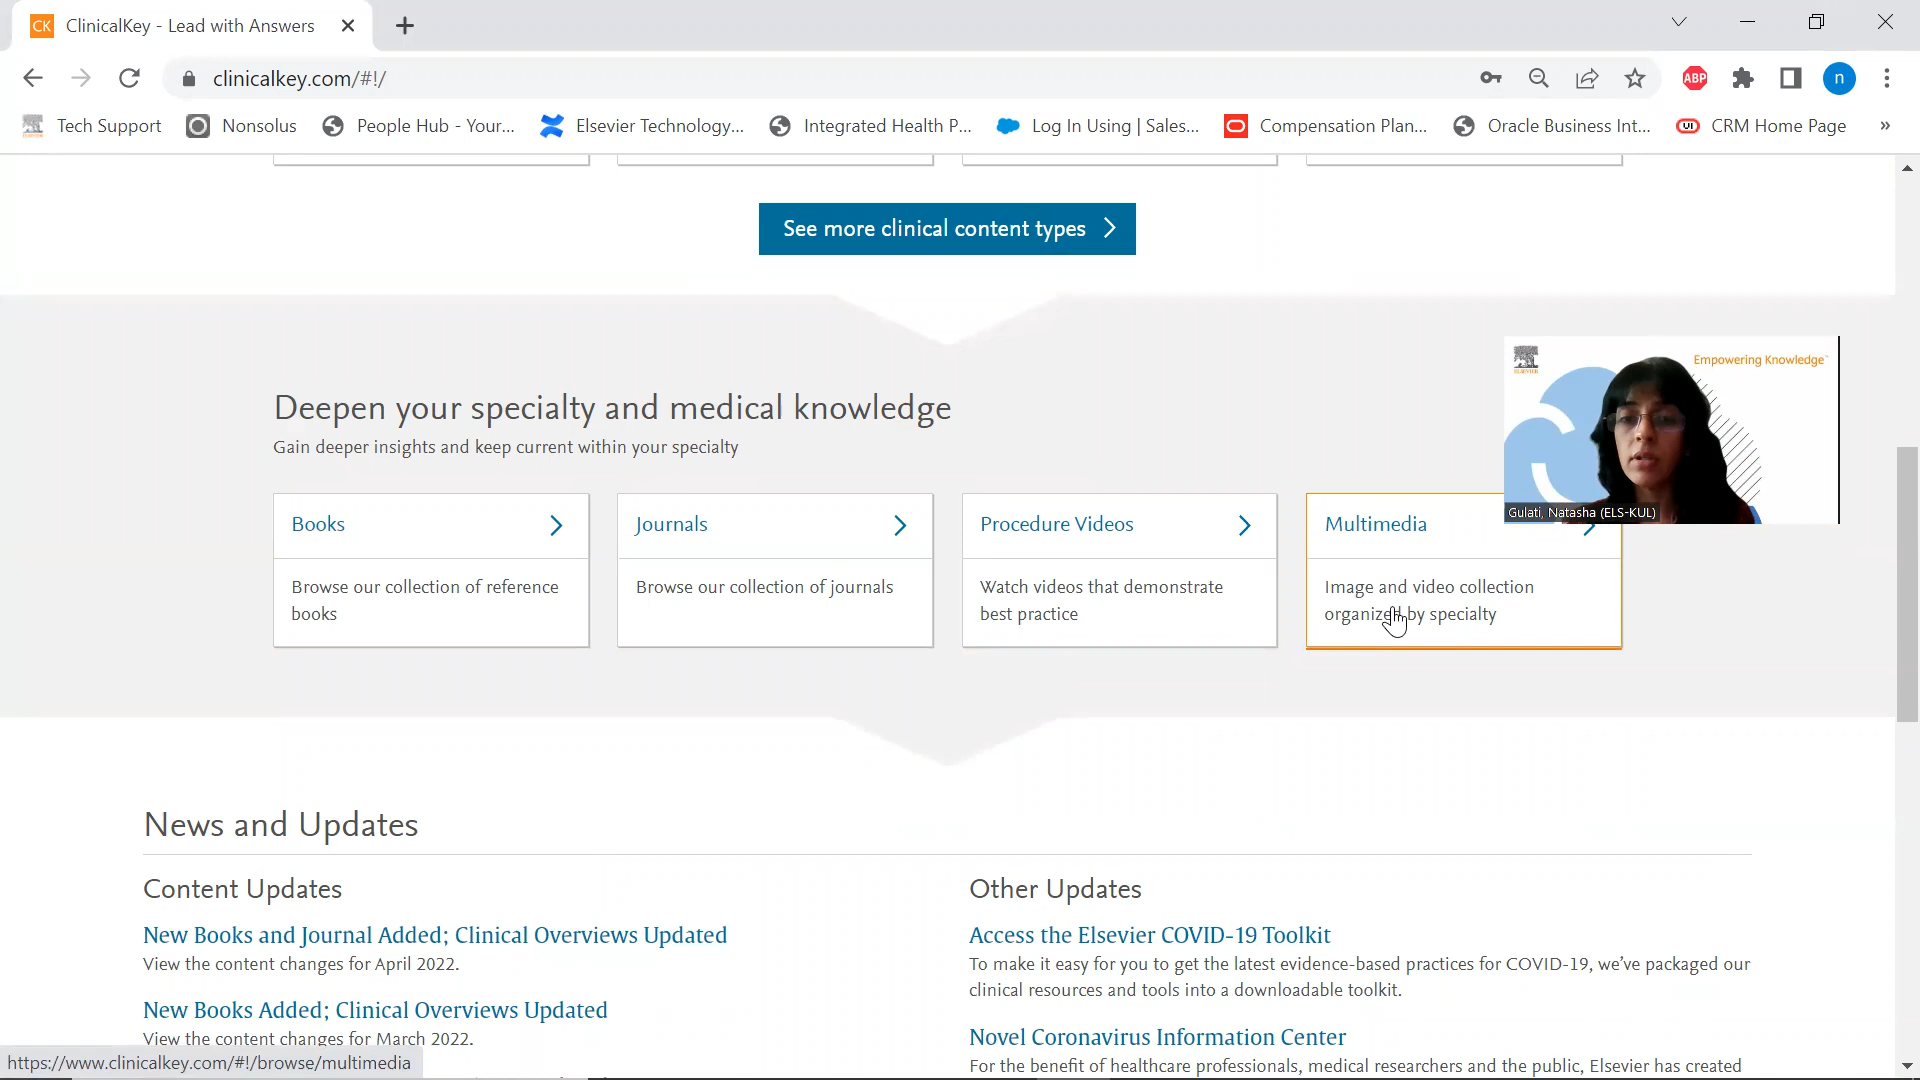 CK ClinicalKey - Lead with Answers
clinicalkey.com/#!/
ABP
n
Tech Support
Nonsolus
People Hub - Your...
Elsevier Technology...
Integrated Health P...
Log In Using | Sales...
Compensation Plan...
Oracle Business Int...
CRM Home Page
»
See more clinical content types
Deepen your specialty and medical knowledge
Gain deeper insights and keep current within your specialty
Empowering Knowledge™
Gulati, Natasha (ELS-KUL)
Books
Browse our collection of reference
books
Journals
Browse our collection of journals
Procedure Videos
Watch videos that demonstrate
best practice
Multimedia
Image and video collection
organized by specialty
News and Updates
Content Updates
New Books and Journal Added; Clinical Overviews Updated
View the content changes for April 2022.
New Books Added; Clinical Overviews Updated
View the content changes for March 2022.
Other Updates
Access the Elsevier COVID-19 Toolkit
To make it easy for you to get the latest evidence-based practices for COVID-19, we’ve packaged our
clinical resources and tools into a downloadable toolkit.
Novel Coronavirus Information Center
For the benefit of healthcare professionals, medical researchers and the public, Elsevier has created
https://www.clinicalkey.com/#!/browse/multimedia